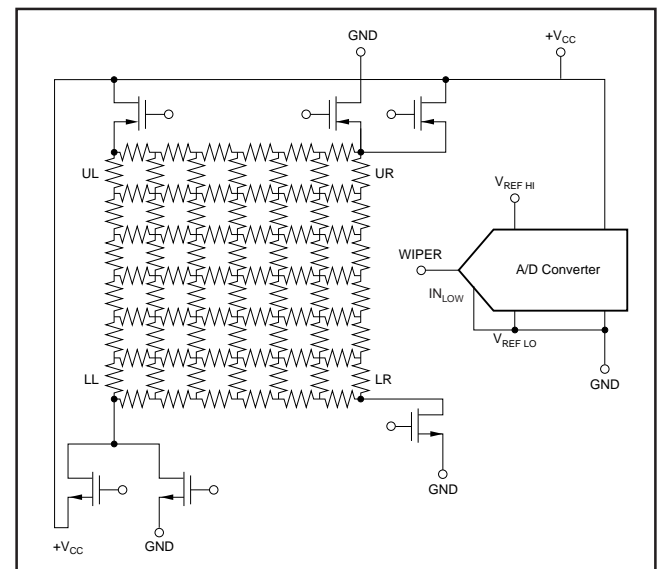 GND
+VCC
UL
UR
VREF HI
WIPER
A/D Converter
INLOW
VREF LO
LL
LR
GND
GND
+VCC
GND